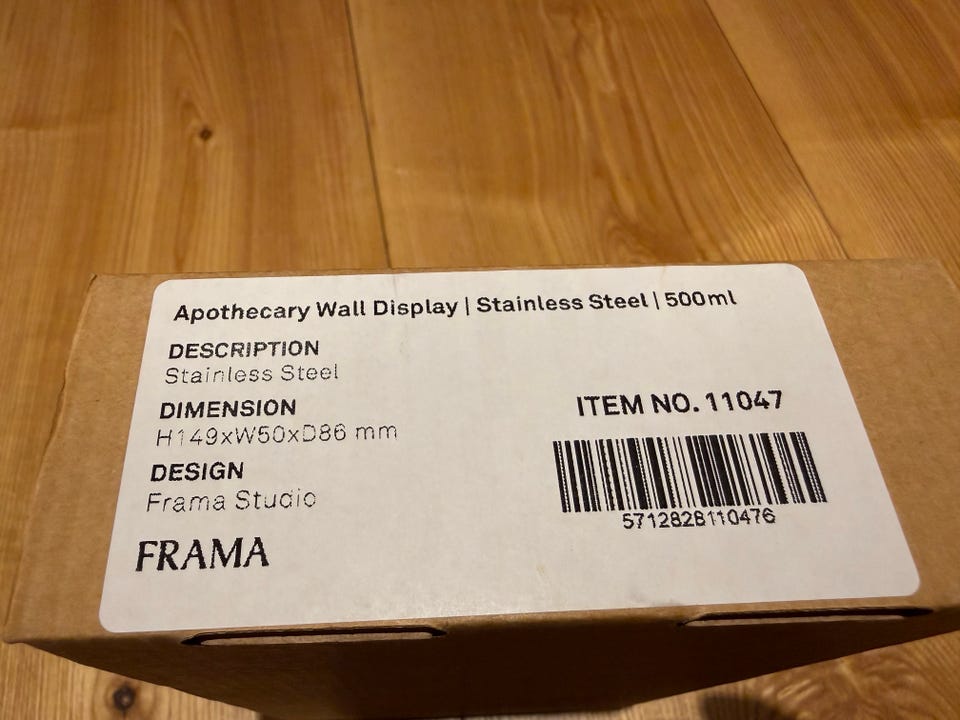 Apothecary Wall Display | Stainless Steel | 500ml
DESCRIPTION
Stainless Steel
DIMENSION
H149xW50xD86 mm
DESIGN
Frama Studio
FRAMA
ITEM NO. 11047
5712828110476